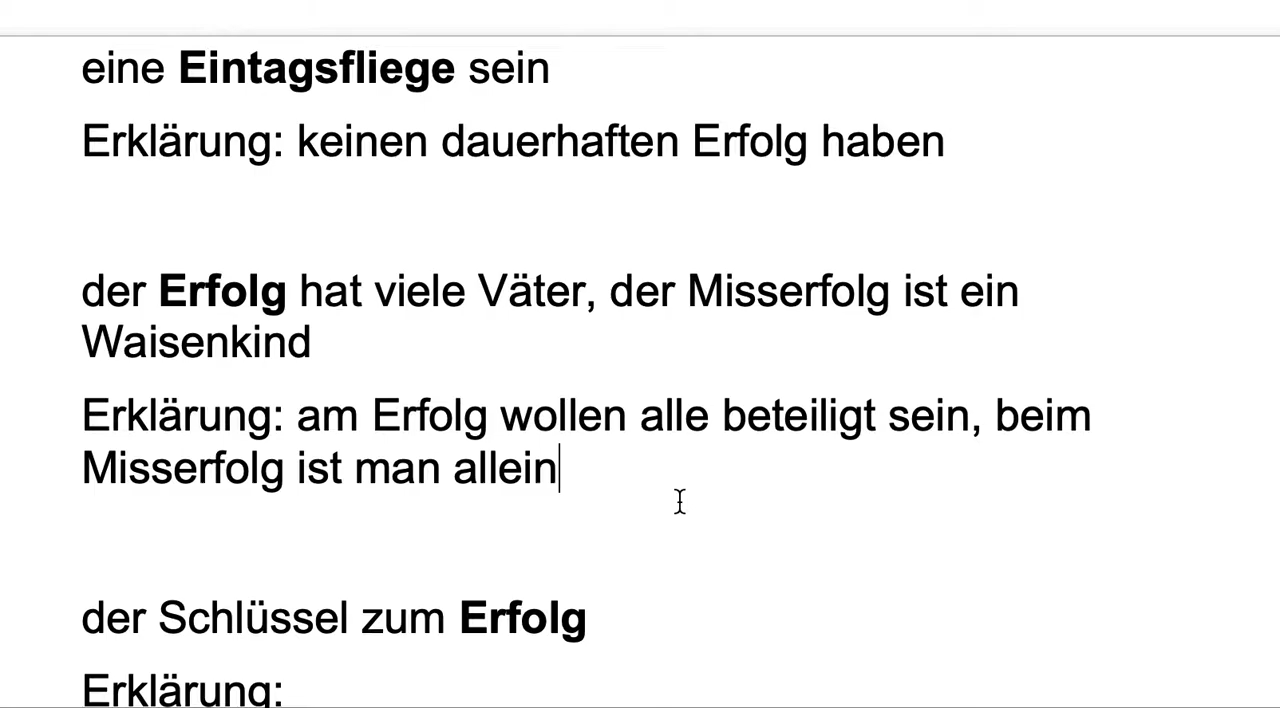 eine Eintagsfliege sein
Erklärung: keinen dauerhaften Erfolg haben
der Erfolg hat viele Väter, der Misserfolg ist ein
Waisenkind
Erklärung: am Erfolg wollen alle beteiligt sein, beim
Misserfolg ist man allein
der Schlüssel zum Erfolg
Erklärung: